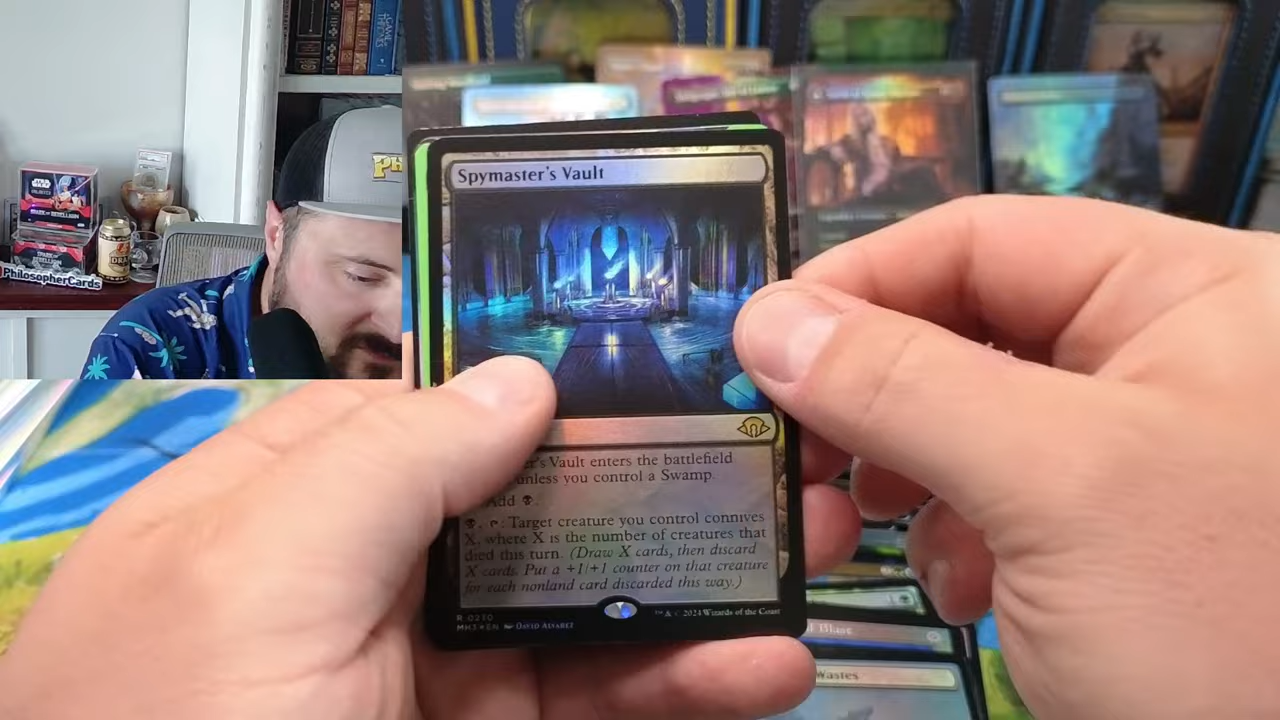 Spymaster's Vault
's Vault enters the battlefield
unless you control a Swamp.
Add
: Target creature you control connives
X, where X is the number of creatures that
died this turn. (Draw X cards, then discard
X cards. Put a +1/+1 counter on that creature
for each nonland card discarded this way.)
R 0230
MH3 EN DAVID ALVAREZ
™ & © 2024 Wizards of the Coast
Blast
Wastes
STAR WARS
PhilosopherCards